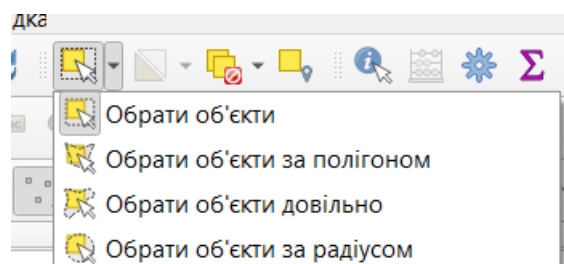 дка
Обрати об'єкти
Обрати об'єкти за полігоном
Обрати об'єкти довільно
Обрати об'єкти за радіусом